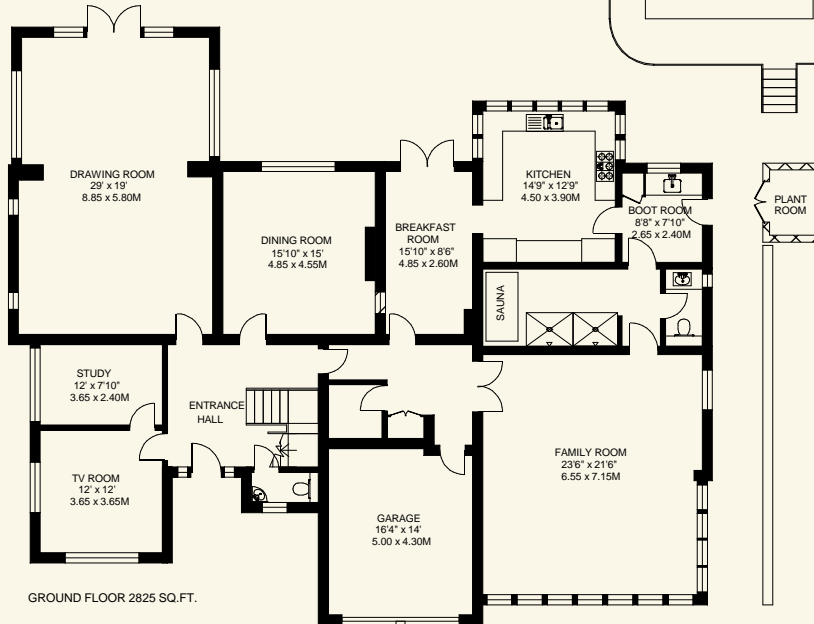 DRAWING ROOM
29' x 19'
8.85 x 5.80M
DINING ROOM
15'10" x 15'
4.85 x 4.55M
BREAKFAST
ROOM
15'10" x 8'6"
4.85 x 2.60M
KITCHEN
14'9" x 12'9"
4.50 x 3.90M
BOOT ROOM
8'8" x 7'10"
2.65 x 2.40M
PLANT
ROOM
SAUNA
STUDY
12' x 7'10"
3.65 x 2.40M
ENTRANCE
HALL
TV ROOM
12' x 12'
3.65 x 3.65M
FAMILY ROOM
23'6" x 21'6"
6.55 x 7.15M
GARAGE
16'4" x 14'
5.00 x 4.30M
GROUND FLOOR 2825 SQ.FT.